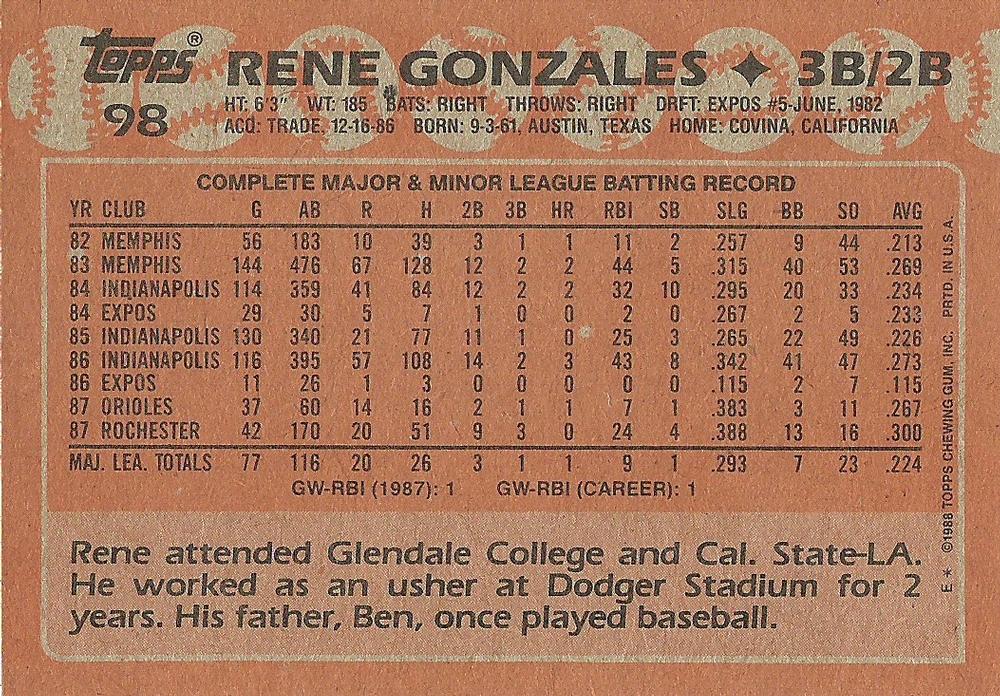 topps® RENE GONZALES ✦ 3B/2B
98 HT: 6'3" WT: 185 BATS: RIGHT THROWS: RIGHT DRFT: EXPOS #5-JUNE, 1982
ACQ: TRADE, 12-16-86 BORN: 9-3-61, AUSTIN, TEXAS HOME: COVINA, CALIFORNIA
COMPLETE MAJOR & MINOR LEAGUE BATTING RECORD
YR CLUB G AB R H 2B 3B HR RBI SB SLG BB SO AVG
82 MEMPHIS 56 183 10 39 3 1 1 11 2 .257 9 44 .213
83 MEMPHIS 144 476 67 128 12 2 2 44 5 .315 40 53 .269
84 INDIANAPOLIS 114 359 41 84 12 2 2 32 10 .295 20 33 .234
84 EXPOS 29 30 5 7 1 0 0 2 0 .267 2 5 .233
85 INDIANAPOLIS 130 340 21 77 11 1 0 25 3 .265 22 49 .226
86 INDIANAPOLIS 116 395 57 108 14 2 3 43 8 .342 41 47 .273
86 EXPOS 11 26 1 3 0 0 0 0 0 .115 2 7 .115
87 ORIOLES 37 60 14 16 2 1 1 7 1 .383 3 11 .267
87 ROCHESTER 42 170 20 51 9 3 0 24 4 .388 13 16 .300
MAJ. LEA. TOTALS 77 116 20 26 3 1 1 9 1 .293 7 23 .224
GW-RBI (1987): 1 GW-RBI (CAREER): 1
Rene attended Glendale College and Cal. State-LA.
He worked as an usher at Dodger Stadium for 2
years. His father, Ben, once played baseball.
E * ©1988 TOPPS CHEWING GUM, INC. PRTD. IN U.S.A.